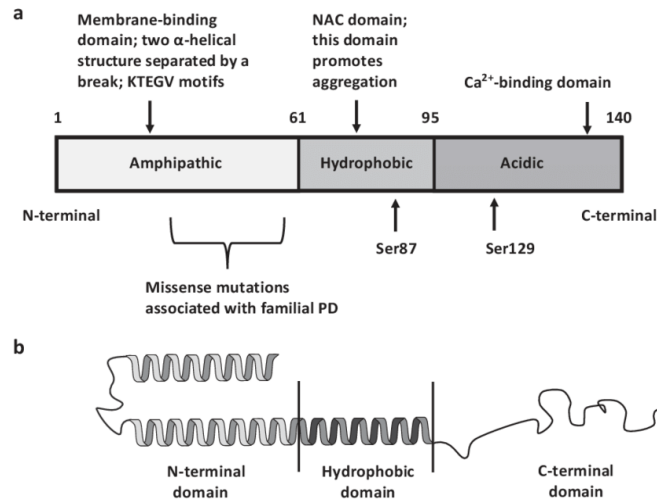 a
Membrane-binding
domain; two α-helical
structure separated by a
break; KTEGV motifs
NAC domain;
this domain
promotes
aggregation
Ca²⁺-binding domain
1 61 95 140
Amphipathic Hydrophobic Acidic
N-terminal C-terminal
Ser87 Ser129
Missense mutations
associated with familial PD
b
N-terminal
domain
Hydrophobic
domain
C-terminal
domain